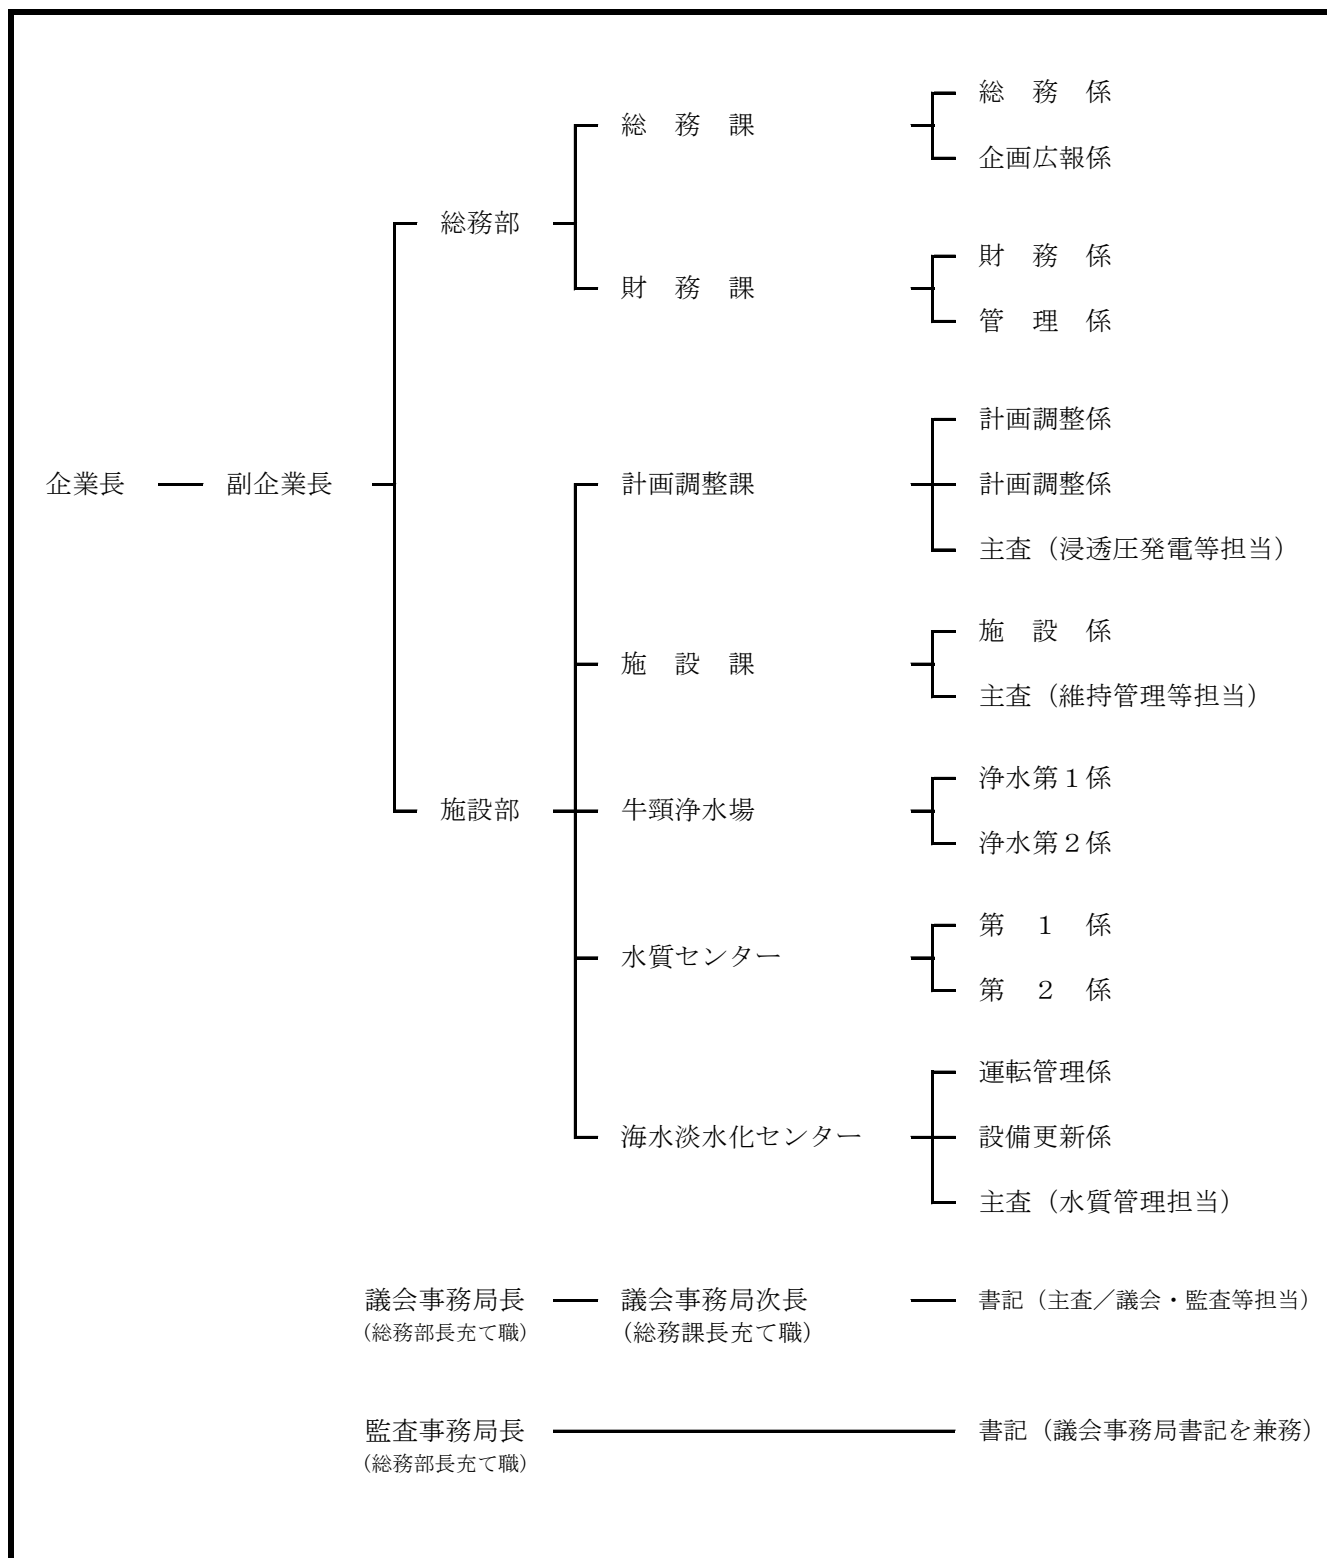 総　務　係
総　務　課
企画広報係
総務部
財　務　係
財　務　課
管　理　係
計画調整係
企業長
副企業長
計画調整課
計画調整係
主査（浸透圧発電等担当）
施　設　係
施　設　課
主査（維持管理等担当）
浄水第１係
施設部
牛頸浄水場
浄水第２係
第　１　係
水質センター
第　２　係
運転管理係
海水淡水化センター
設備更新係
主査（水質管理担当）
議会事務局長
議会事務局次長
書記（主査／議会・監査等担当）
(総務部長充て職)
(総務課長充て職)
監査事務局長
書記（議会事務局書記を兼務）
(総務部長充て職)